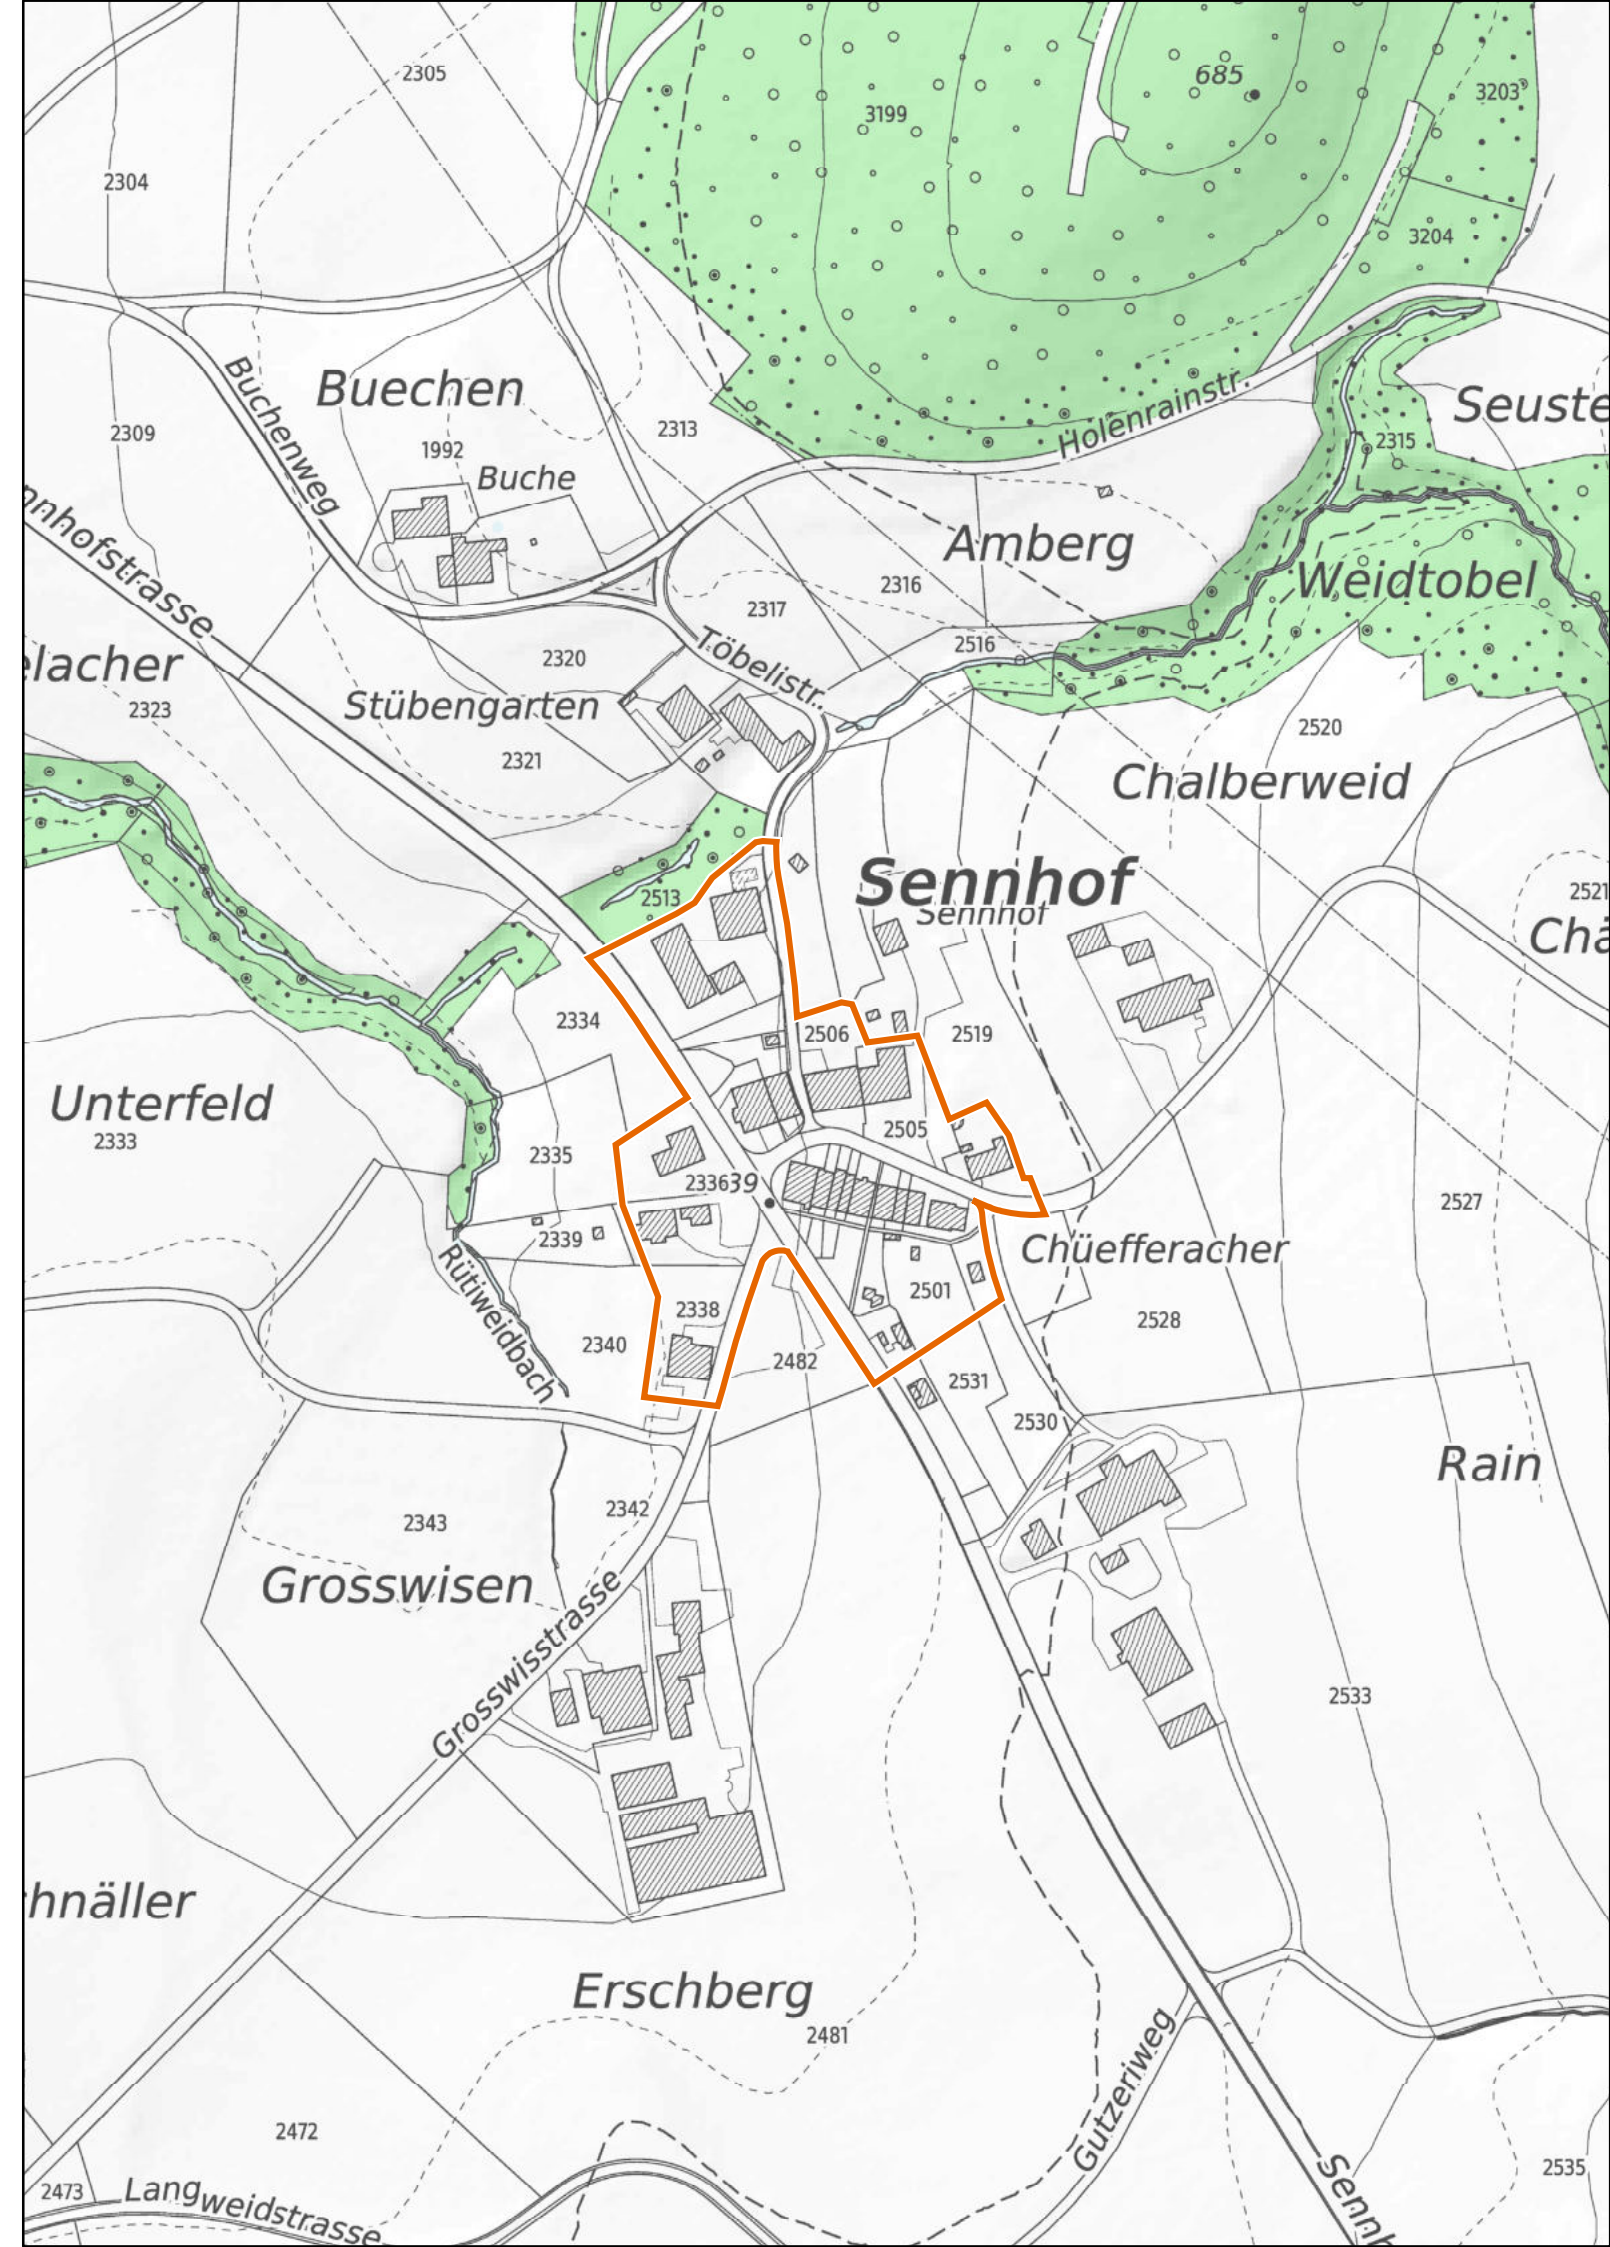 2305
685
3203
3199
2304
3204
Buchenweg
Buechen
Holenrainstr.
Seuste
2309
2313
2315
1992
Buche
nnhofstrasse
Amberg
Weidtobel
2316
2317
2516
Töbelistr.
2320
elacher
Stübengarten
2323
2520
2321
Chalberweid
Sennhof
2513
2521
Sennhof
Chä
2334
2506
2519
Unterfeld
2333
2505
2335
233639
2527
2339
Chüefferacher
Rütiweidbach
2501
2338
2528
2340
2482
2531
2530
Rain
2342
2343
Grosswisen
Grosswisstrasse
2533
hnäller
Erschberg
2481
Gutzeriweg
2472
2535
2473
Langweidstrasse
Sennh